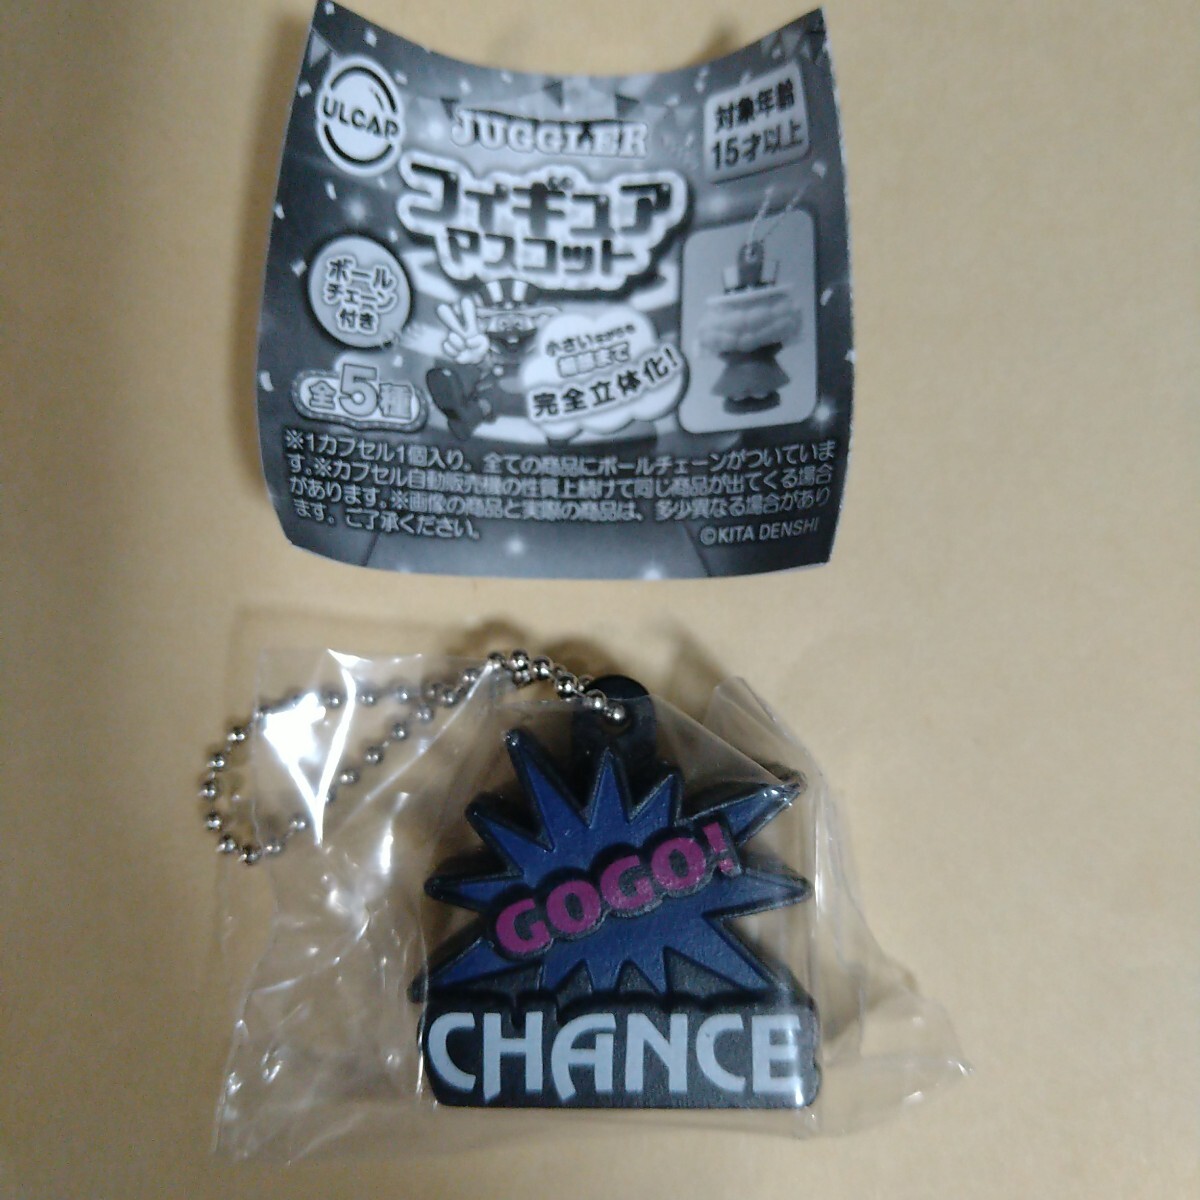 ULCAP
JUGGLER
対象年齢
15才以上
フィギュア
マスコット
ボール
チェーン
付き
小さいながらも
細部まで
完全立体化!
全5種
※1カプセル1個入り。全ての商品にボールチェーンがついていま
す。※カプセル自動販売機の性質上続けて同じ商品が出てくる場合
があります。※画像の商品と実際の商品は、多少異なる場合があり
ます。ご了承ください。
©KITA DENSHI
GOGO!
CHANCE